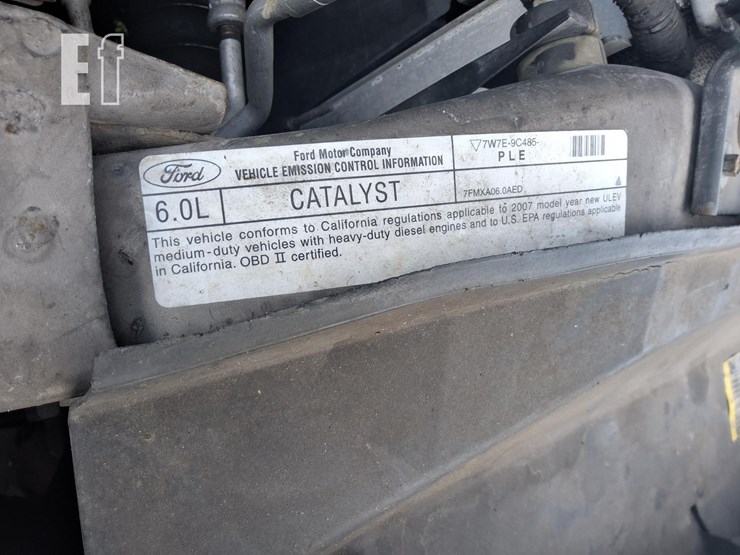 Ef
Ford
Ford Motor Company
VEHICLE EMISSION CONTROL INFORMATION
▽7W7E-9C485-
PLE
6.0L
CATALYST
7FMXA06.0AED
This vehicle conforms to California regulations applicable to 2007 model year new ULEV
medium-duty vehicles with heavy-duty diesel engines and to U.S. EPA regulations applicable
in California. OBD II certified.